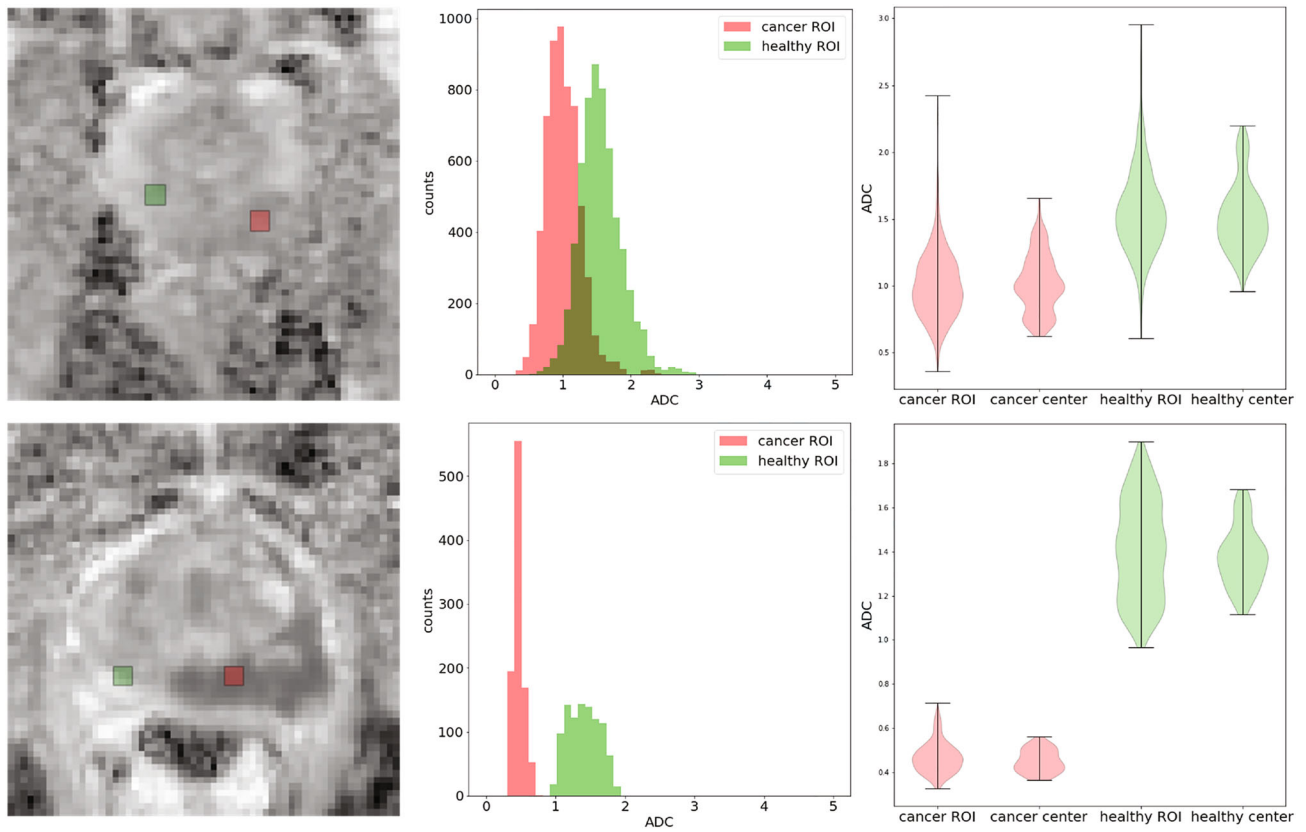 1000
800
600
400
200
0
counts
0 1 2 3 4 5
ADC
cancer ROI
healthy ROI
3.0
2.5
2.0
1.5
1.0
0.5
ADC
cancer ROI cancer center healthy ROI healthy center
500
400
300
200
100
0
counts
0 1 2 3 4 5
ADC
cancer ROI
healthy ROI
1.8
1.6
1.4
1.2
1.0
0.8
0.6
0.4
ADC
cancer ROI cancer center healthy ROI healthy center